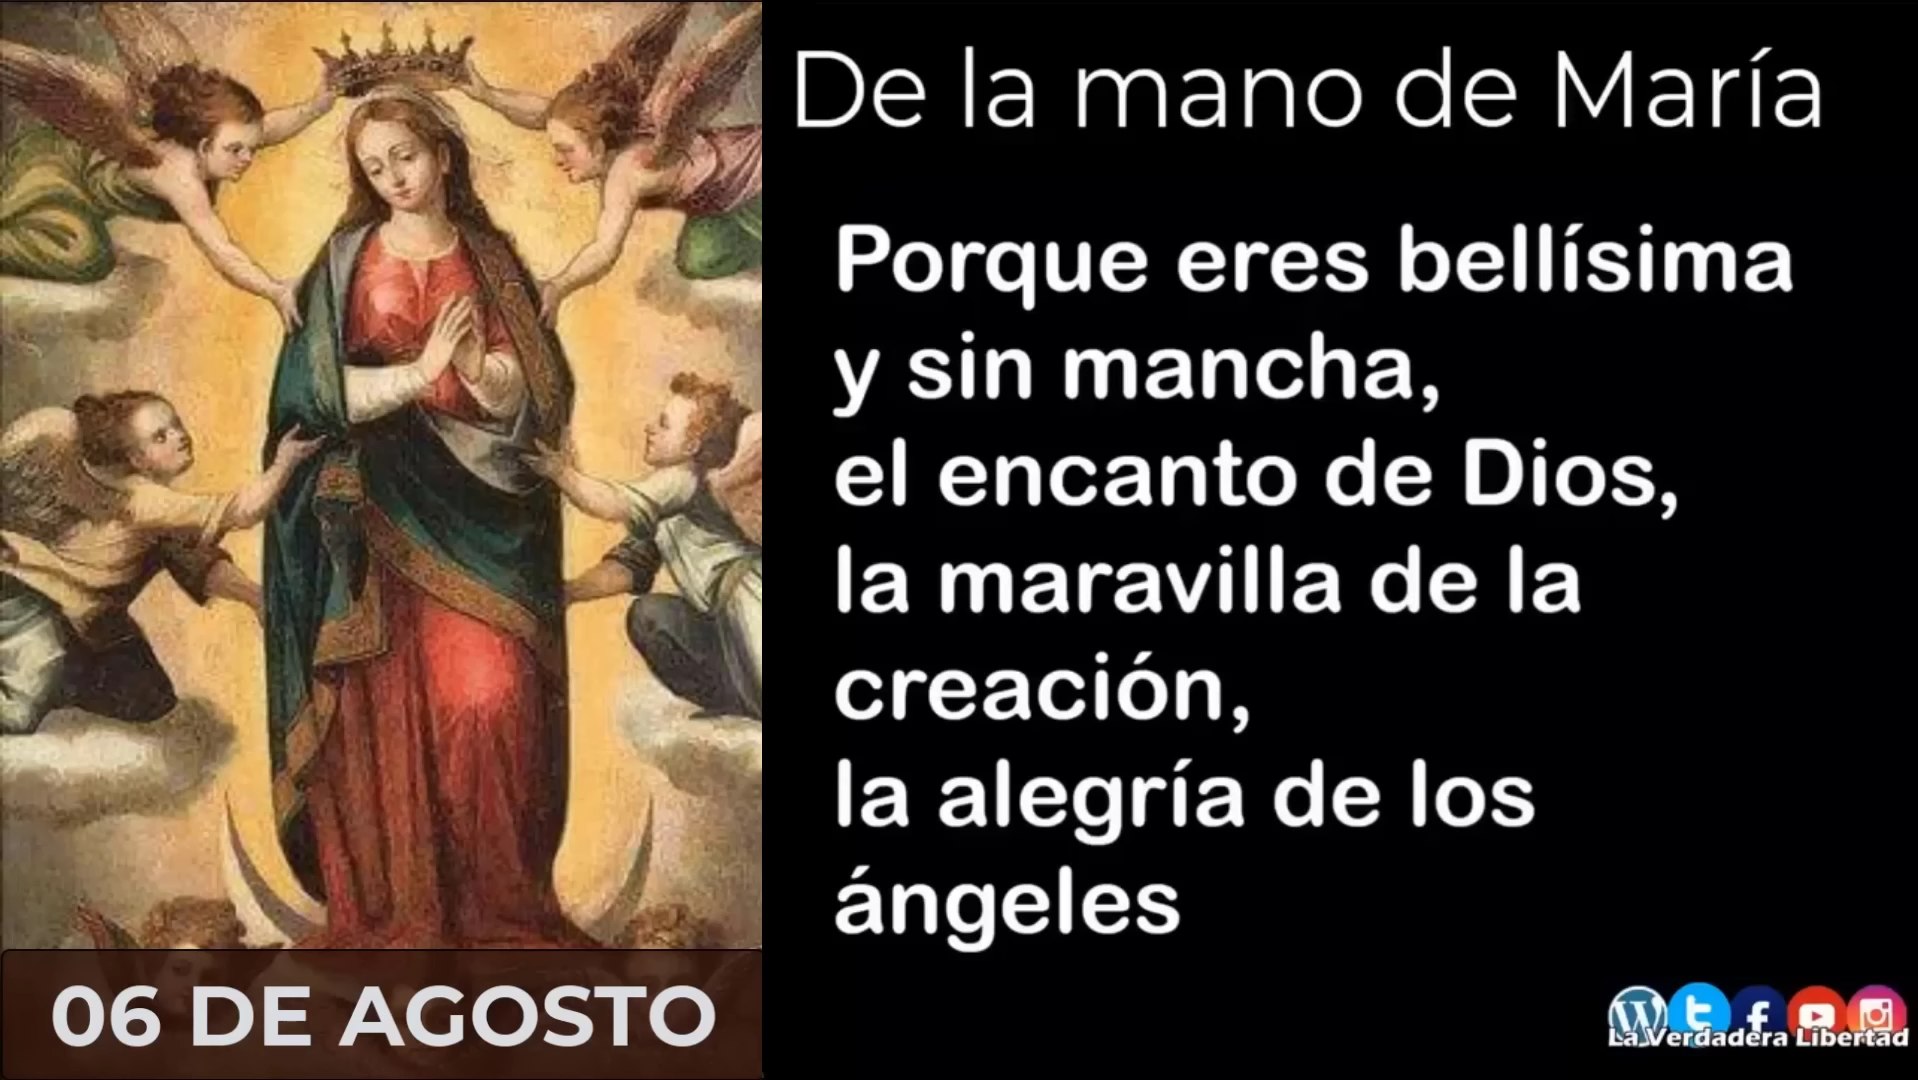 De la mano de María
Porque eres bellísima
y sin mancha,
el encanto de Dios,
la maravilla de la
creación,
la alegría de los
ángeles
06 DE AGOSTO
La Verdadera Libertad